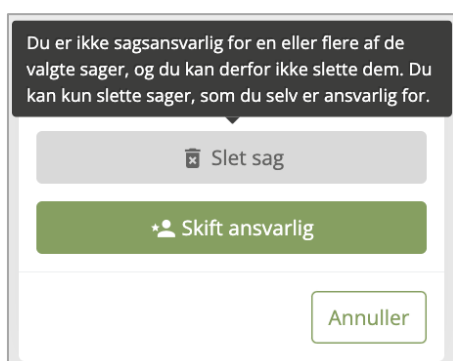 Du er ikke sagsansvarlig for en eller flere af de
valgte sager, og du kan derfor ikke slette dem. Du
kan kun slette sager, som du selv er ansvarlig for.
Slet sag
Skift ansvarlig
Annuller